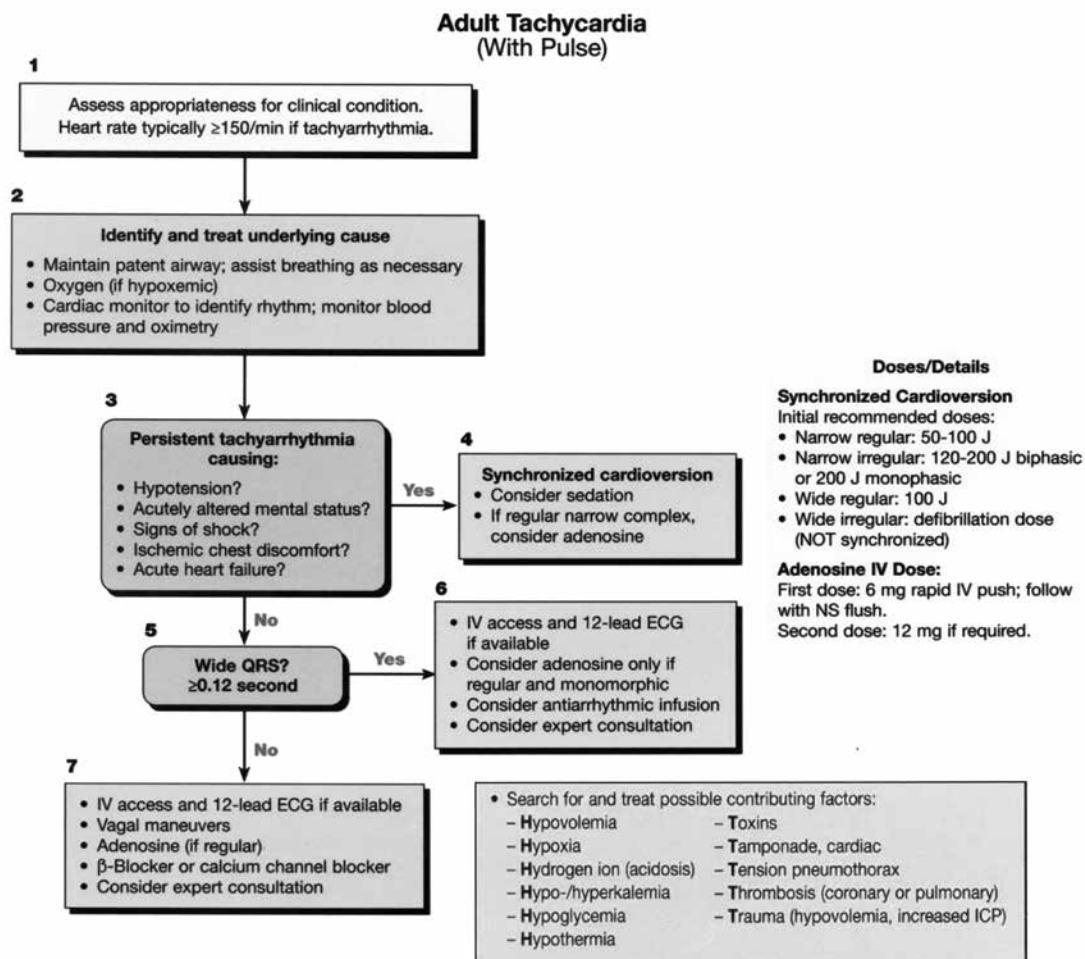 Adult Tachycardia
(With Pulse)
1
Assess appropriateness for clinical condition.
Heart rate typically ≥150/min if tachyarrhythmia.
2
Identify and treat underlying cause
• Maintain patent airway; assist breathing as necessary
• Oxygen (if hypoxemic)
• Cardiac monitor to identify rhythm; monitor blood
pressure and oximetry
3
Persistent tachyarrhythmia
causing:
• Hypotension?
• Acutely altered mental status?
• Signs of shock?
• Ischemic chest discomfort?
• Acute heart failure?
Yes
4
Synchronized cardioversion
• Consider sedation
• If regular narrow complex,
consider adenosine
Doses/Details
Synchronized Cardioversion
Initial recommended doses:
• Narrow regular: 50-100 J
• Narrow irregular: 120-200 J biphasic
or 200 J monophasic
• Wide regular: 100 J
• Wide irregular: defibrillation dose
(NOT synchronized)
Adenosine IV Dose:
First dose: 6 mg rapid IV push; follow
with NS flush.
Second dose: 12 mg if required.
No
5
Wide QRS?
≥0.12 second
Yes
6
• IV access and 12-lead ECG
if available
• Consider adenosine only if
regular and monomorphic
• Consider antiarrhythmic infusion
• Consider expert consultation
No
7
• IV access and 12-lead ECG if available
• Vagal maneuvers
• Adenosine (if regular)
• β-Blocker or calcium channel blocker
• Consider expert consultation
• Search for and treat possible contributing factors:
– Hypovolemia
– Hypoxia
– Hydrogen ion (acidosis)
– Hypo-/hyperkalemia
– Hypoglycemia
– Hypothermia
– Toxins
– Tamponade, cardiac
– Tension pneumothorax
– Thrombosis (coronary or pulmonary)
– Trauma (hypovolemia, increased ICP)